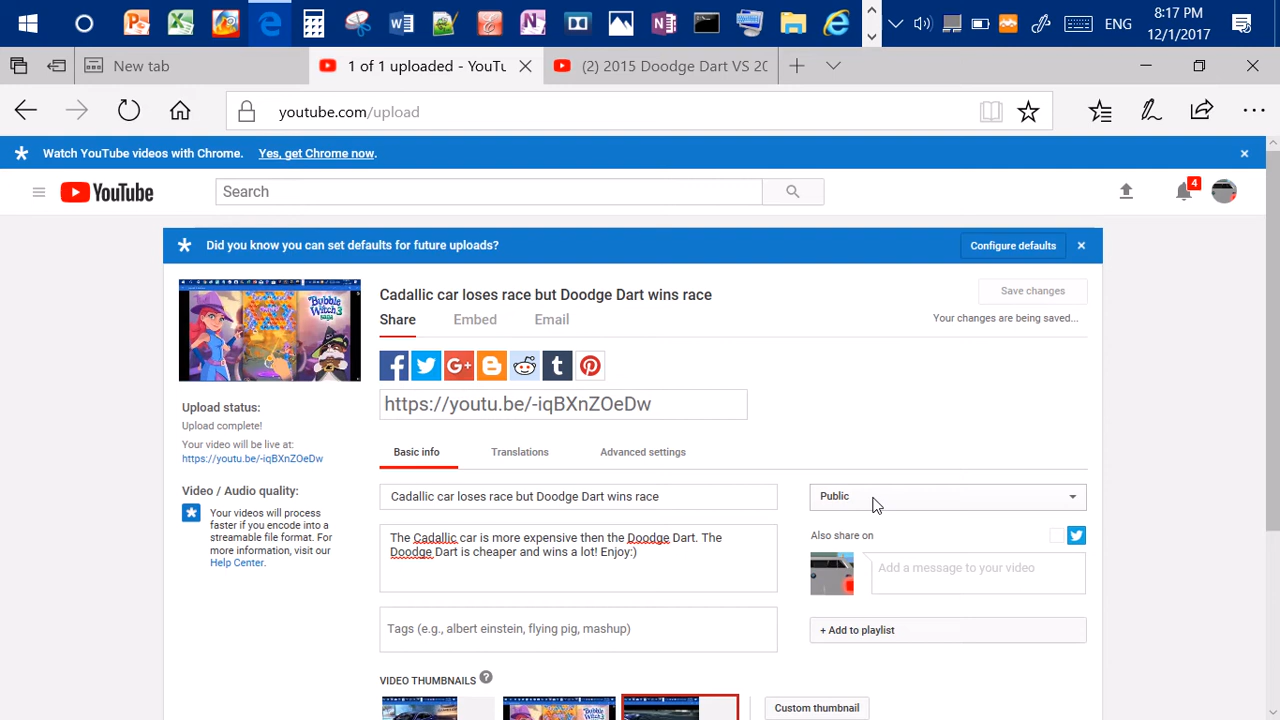 8:17 PM
ENG
12/1/2017
New tab
1 of 1 uploaded - YouTu
(2) 2015 Doodge Dart VS 20
youtube.com/upload
Watch YouTube videos with Chrome. Yes, get Chrome now.
YouTube
Search
4
Did you know you can set defaults for future uploads?
Configure defaults
Bubble Witch 3 saga
Cadallic car loses race but Doodge Dart wins race
Save changes
Your changes are being saved...
Share Embed Email
https://youtu.be/-iqBXnZOeDw
Upload status:
Upload complete!
Your video will be live at:
https://youtu.be/-iqBXnZOeDw
Basic info Translations Advanced settings
Video / Audio quality:
Your videos will process
faster if you encode into a
streamable file format. For
more information, visit our
Help Center.
Cadallic car loses race but Doodge Dart wins race
Public
The Cadallic car is more expensive then the Doodge Dart. The
Doodge Dart is cheaper and wins a lot! Enjoy:)
Also share on
Add a message to your video
Tags (e.g., albert einstein, flying pig, mashup)
+ Add to playlist
VIDEO THUMBNAILS ?
Custom thumbnail